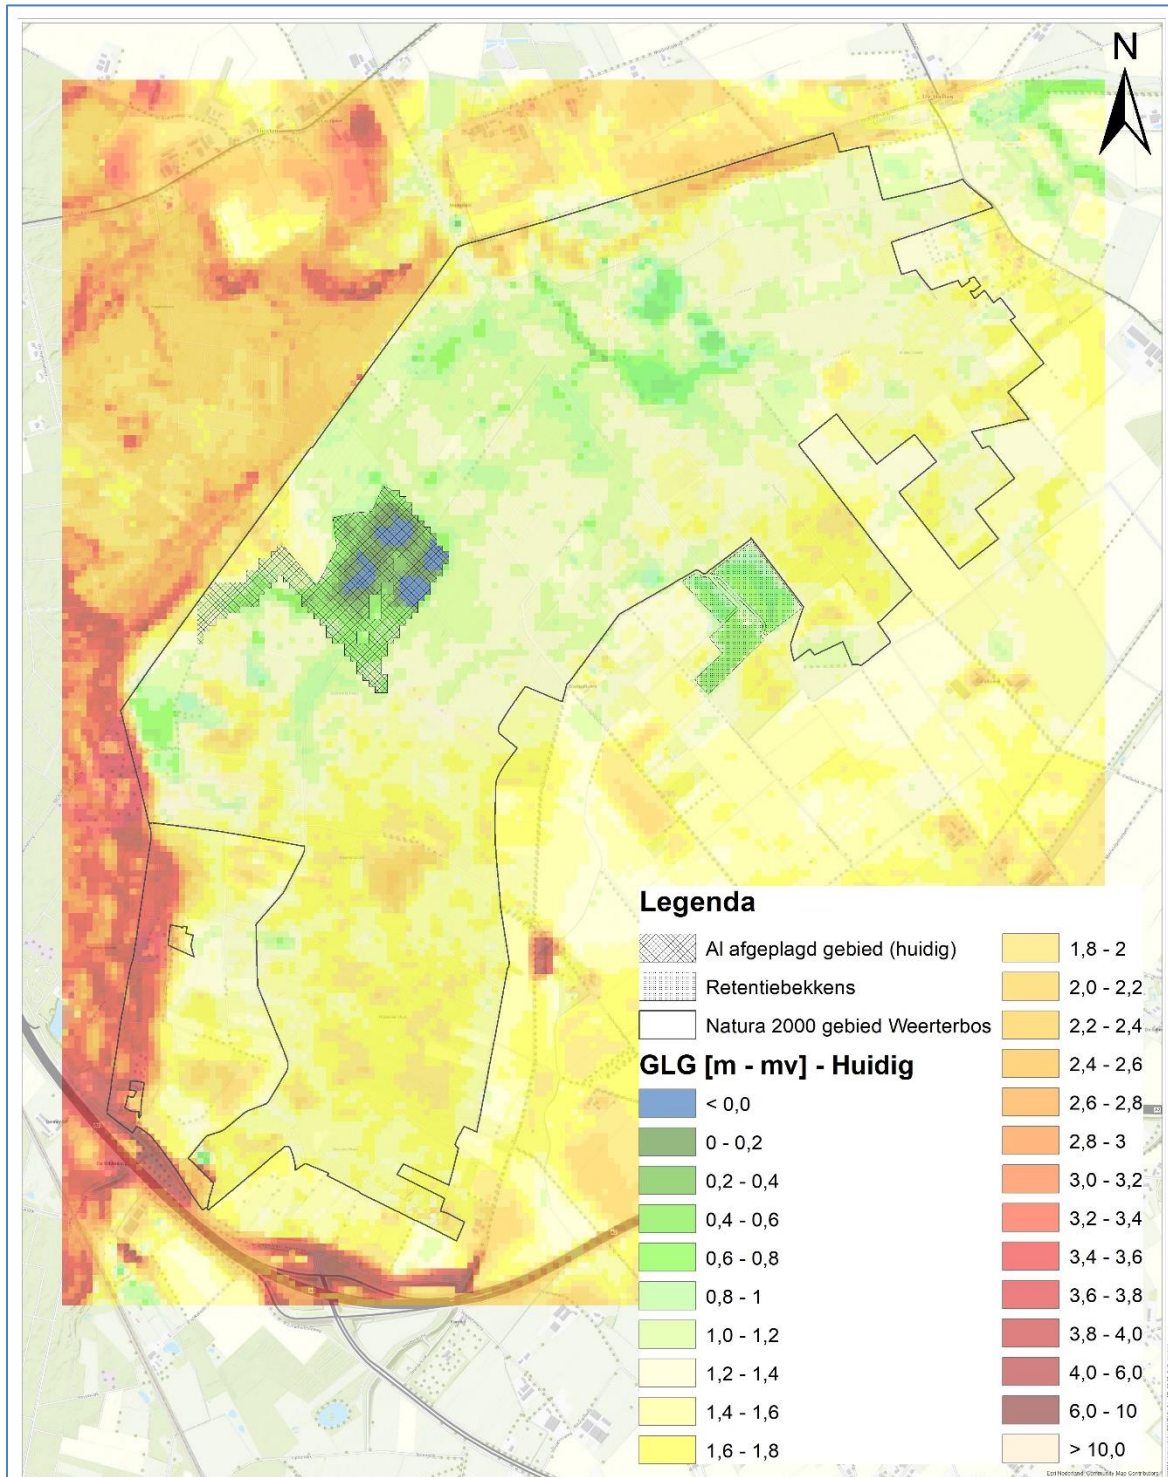 N
Legenda
Al afgeplagd gebied (huidig)
Retentiebekkens
Natura 2000 gebied Weerterbos
GLG [m - mv] - Huidig
< 0,0
0 - 0,2
0,2 - 0,4
0,4 - 0,6
0,6 - 0,8
0,8 - 1
1,0 - 1,2
1,2 - 1,4
1,4 - 1,6
1,6 - 1,8
1,8 - 2
2,0 - 2,2
2,2 - 2,4
2,4 - 2,6
2,6 - 2,8
2,8 - 3
3,0 - 3,2
3,2 - 3,4
3,4 - 3,6
3,6 - 3,8
3,8 - 4,0
4,0 - 6,0
6,0 - 10
> 10,0
Esri Nederland, Community Map Contributors